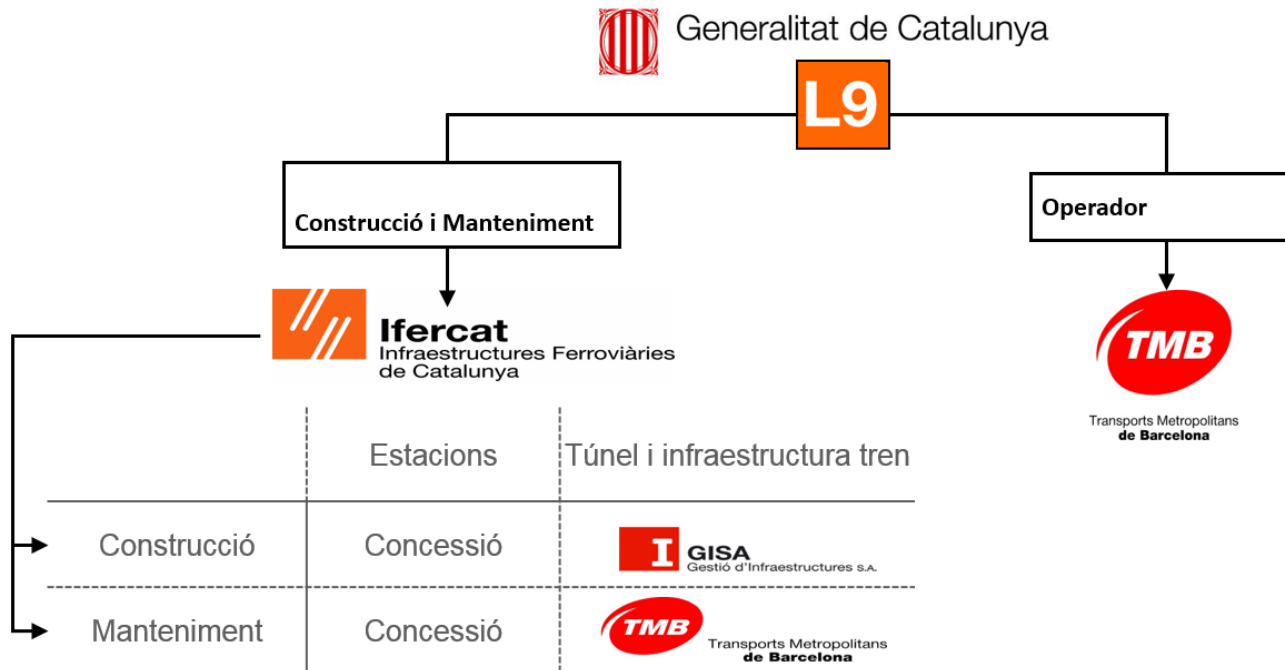 Generalitat de Catalunya
L9
Construcció i Manteniment
Operador
Ifercat
Infraestructures Ferroviàries
de Catalunya
TMB
Transports Metropolitans
de Barcelona
Estacions
Túnel i infraestructura tren
Construcció
Concessió
I GISA
Gestió d'Infraestructures S.A.
Manteniment
Concessió
TMB
Transports Metropolitans
de Barcelona